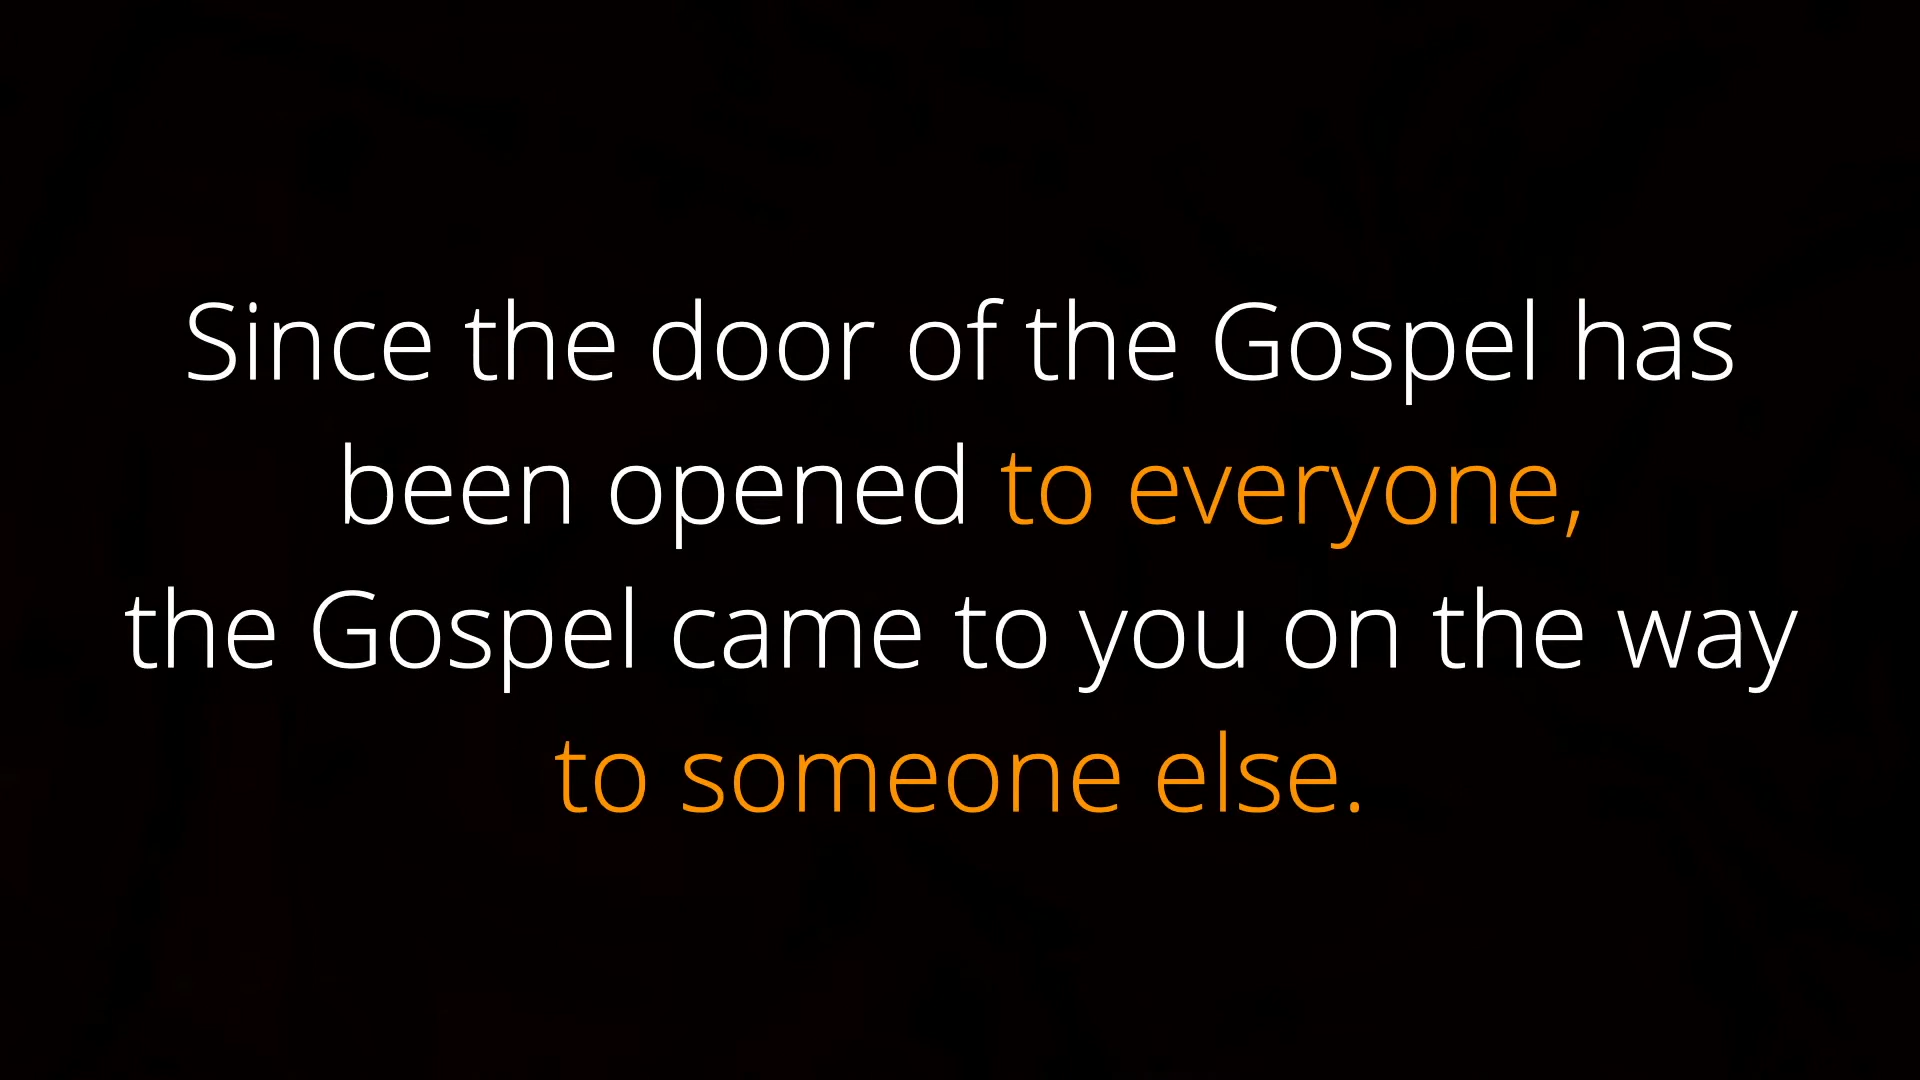 Since the door of the Gospel has
been opened to everyone,
the Gospel came to you on the way
to someone else.